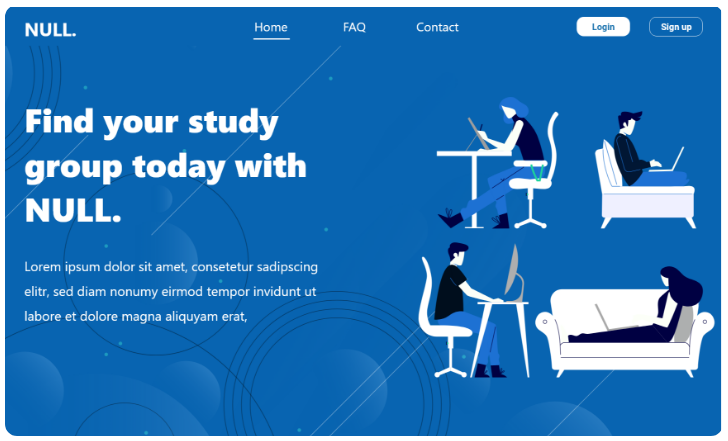 NULL.
Home
FAQ
Contact
Login
Sign up
Find your study
group today with
NULL.
Lorem ipsum dolor sit amet, consetetur sadipscing
elitr, sed diam nonumy eirmod tempor invidunt ut
labore et dolore magna aliquyam erat,